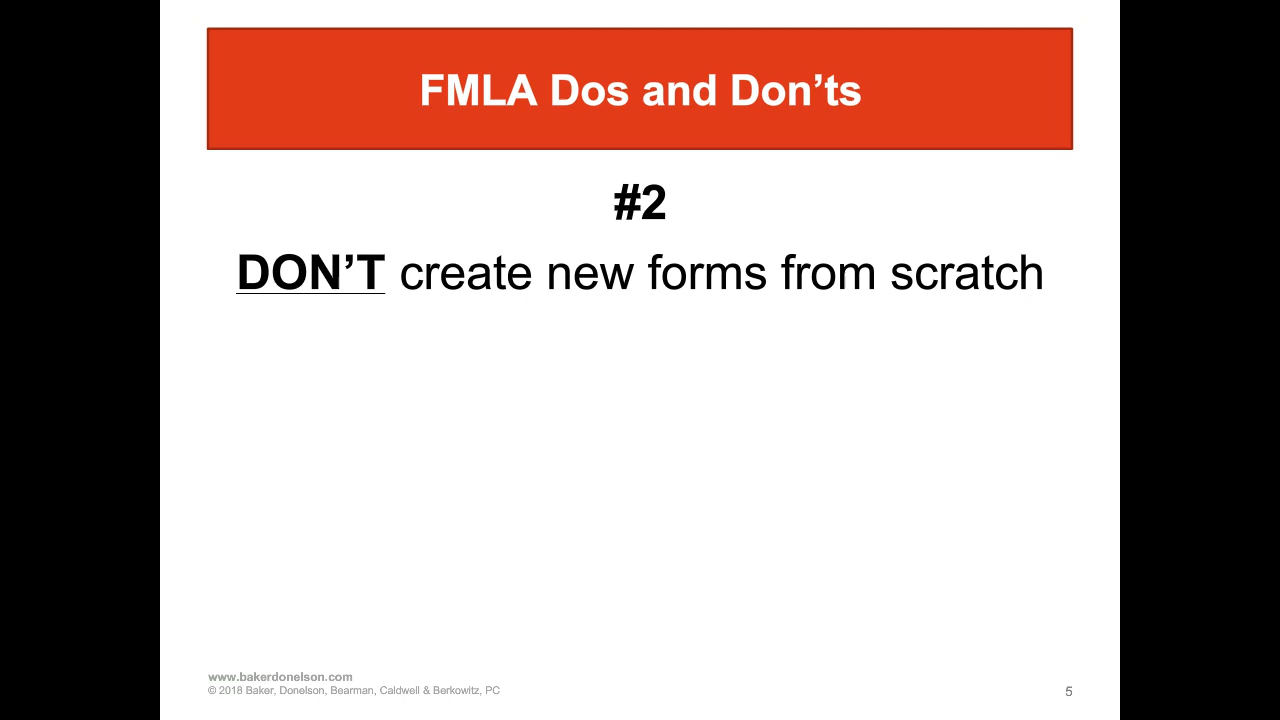 FMLA Dos and Don’ts
#2
DON’T create new forms from scratch
www.bakerdonelson.com
© 2018 Baker, Donelson, Bearman, Caldwell & Berkowitz, PC
5